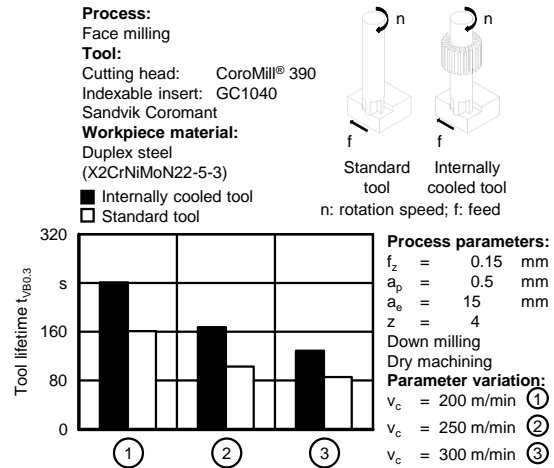 Process:
Face milling
Tool:
Cutting head: CoroMill® 390
Indexable insert: GC1040
Sandvik Coromant
Workpiece material:
Duplex steel
(X2CrNiMoN22-5-3)
n
n
f
f
Standard tool
Internally cooled tool
n: rotation speed; f: feed
Internally cooled tool
Standard tool
Tool lifetime tVB0.3
320
s
160
80
0
1
2
3
Process parameters:
fz = 0.15 mm
ap = 0.5 mm
ae = 15 mm
z = 4
Down milling
Dry machining
Parameter variation:
vc = 200 m/min 1
vc = 250 m/min 2
vc = 300 m/min 3